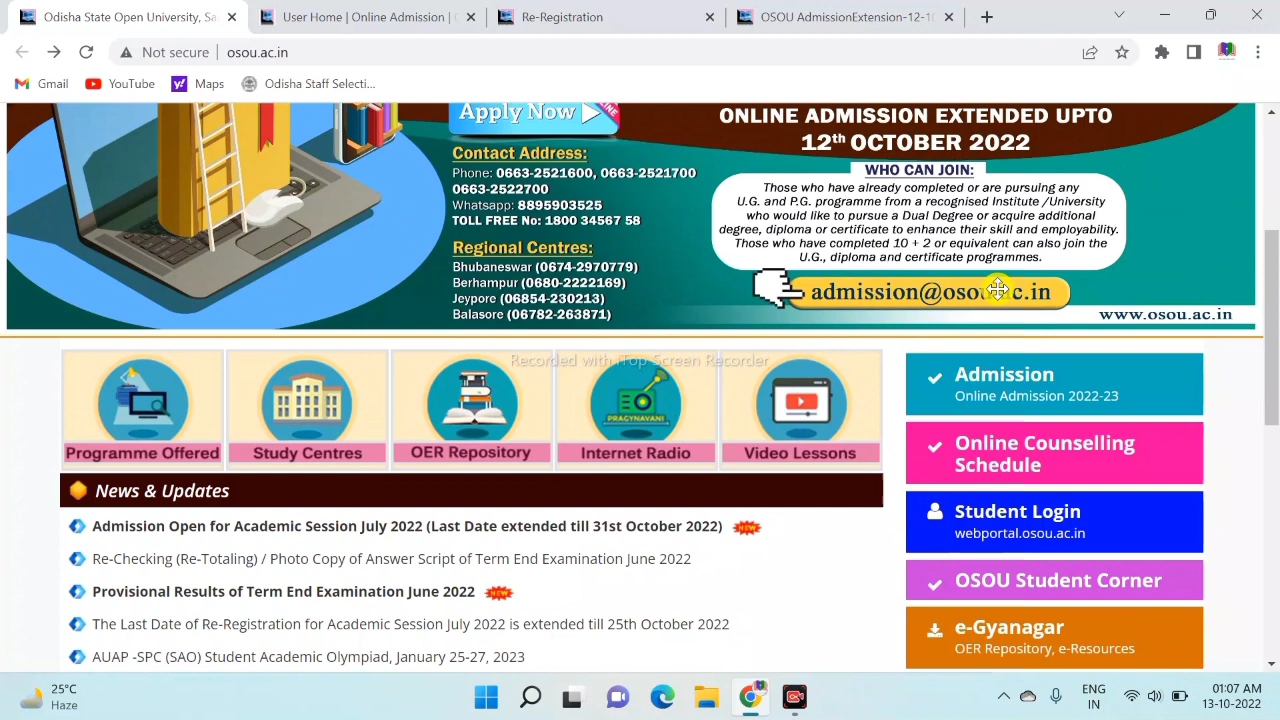 Odisha State Open University, Sa
User Home | Online Admission | O
Re-Registration
OSOU AdmissionExtension-12-10
Not secure
osou.ac.in
Gmail
YouTube
Maps
Odisha Staff Selecti...
Apply Now
ONLINE
Contact Address:
Phone: 0663-2521600, 0663-2521700
0663-2522700
Whatsapp: 8895903525
TOLL FREE No: 1800 34567 58
Regional Centres:
Bhubaneswar (0674-2970779)
Berhampur (0680-2222169)
Jeypore (06854-230213)
Balasore (06782-263871)
ONLINE ADMISSION EXTENDED UPTO
12th OCTOBER 2022
WHO CAN JOIN:
Those who have already completed or are pursuing any
U.G. and P.G. programme from a recognised Institute /University
who would like to pursue a Dual Degree or acquire additional
degree, diploma or certificate to enhance their skill and employability.
Those who have completed 10 + 2 or equivalent can also join the
U.G., diploma and certificate programmes.
admission@osou.ac.in
www.osou.ac.in
Recorded with iTop Screen Recorder
PRAGYNAVANI
Programme Offered
Study Centres
OER Repository
Internet Radio
Video Lessons
News & Updates
Admission Open for Academic Session July 2022 (Last Date extended till 31st October 2022)
NEW
Re-Checking (Re-Totaling) / Photo Copy of Answer Script of Term End Examination June 2022
Provisional Results of Term End Examination June 2022
NEW
The Last Date of Re-Registration for Academic Session July 2022 is extended till 25th October 2022
AUAP -SPC (SAO) Student Academic Olympiad, January 25-27, 2023
Admission
Online Admission 2022-23
Online Counselling
Schedule
Student Login
webportal.osou.ac.in
OSOU Student Corner
e-Gyanagar
OER Repository, e-Resources
25°C
Haze
ENG
IN
01:07 AM
13-10-2022